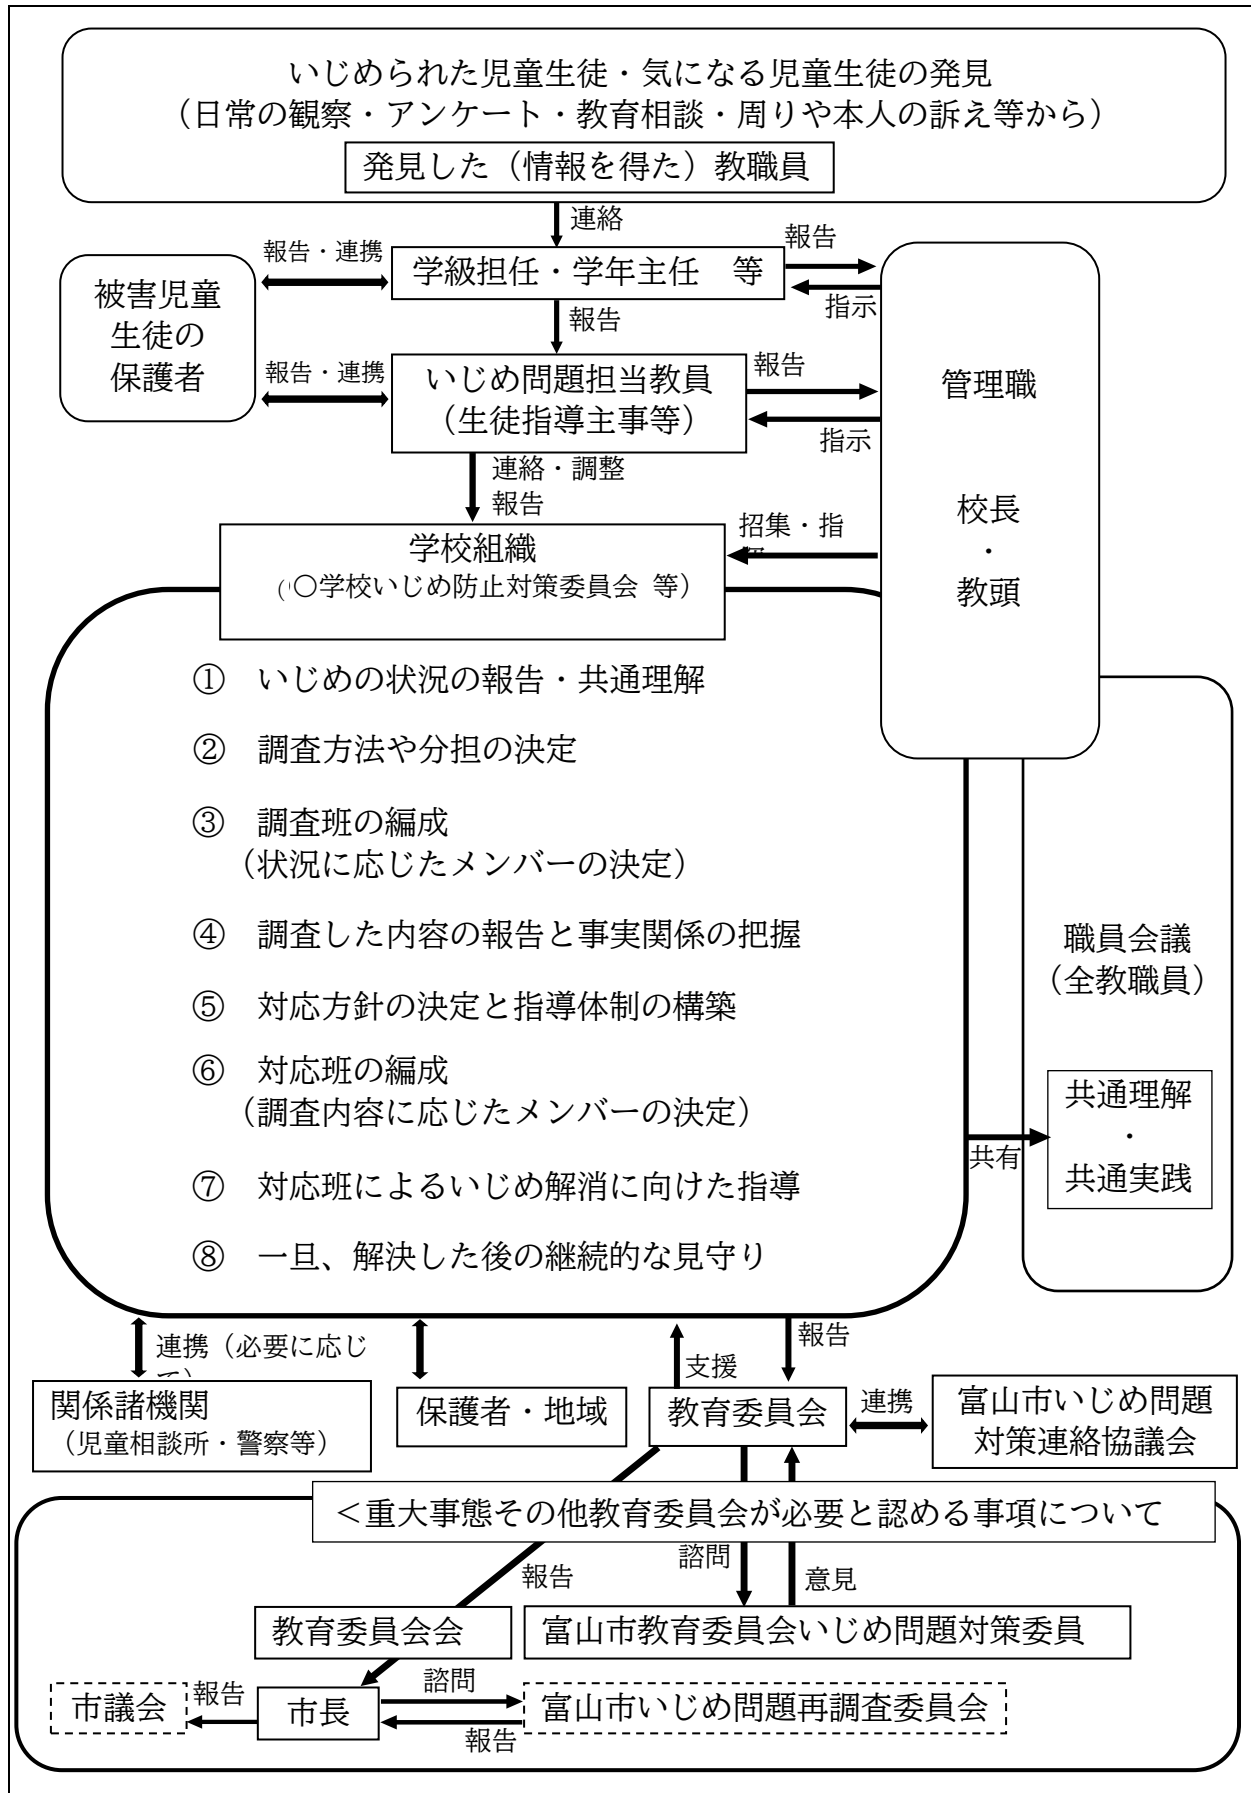 いじめられた児童生徒・気になる児童生徒の発見
（日常の観察・アンケート・教育相談・周りや本人の訴え等から）
発見した（情報を得た）教職員
連絡
報告・連携
学級担任・学年主任　等
報告
指示
被害児童
生徒の
保護者
報告
報告・連携
いじめ問題担当教員
（生徒指導主事等）
報告
指示
管理職
校長
・
教頭
連絡・調整
報告
招集・指
学校組織
（○学校いじめ防止対策委員会 等）
① いじめの状況の報告・共通理解
② 調査方法や分担の決定
③ 調査班の編成
（状況に応じたメンバーの決定）
④ 調査した内容の報告と事実関係の把握
⑤ 対応方針の決定と指導体制の構築
⑥ 対応班の編成
（調査内容に応じたメンバーの決定）
⑦ 対応班によるいじめ解消に向けた指導
⑧ 一旦、解決した後の継続的な見守り
職員会議
（全教職員）
共有
共通理解
・
共通実践
連携（必要に応じ
支援
報告
関係諸機関
（児童相談所・警察等）
保護者・地域
教育委員会
連携
富山市いじめ問題
対策連絡協議会
＜重大事態その他教育委員会が必要と認める事項について
報告
諮問
意見
教育委員会会
富山市教育委員会いじめ問題対策委員
市議会
報告
市長
諮問
報告
富山市いじめ問題再調査委員会